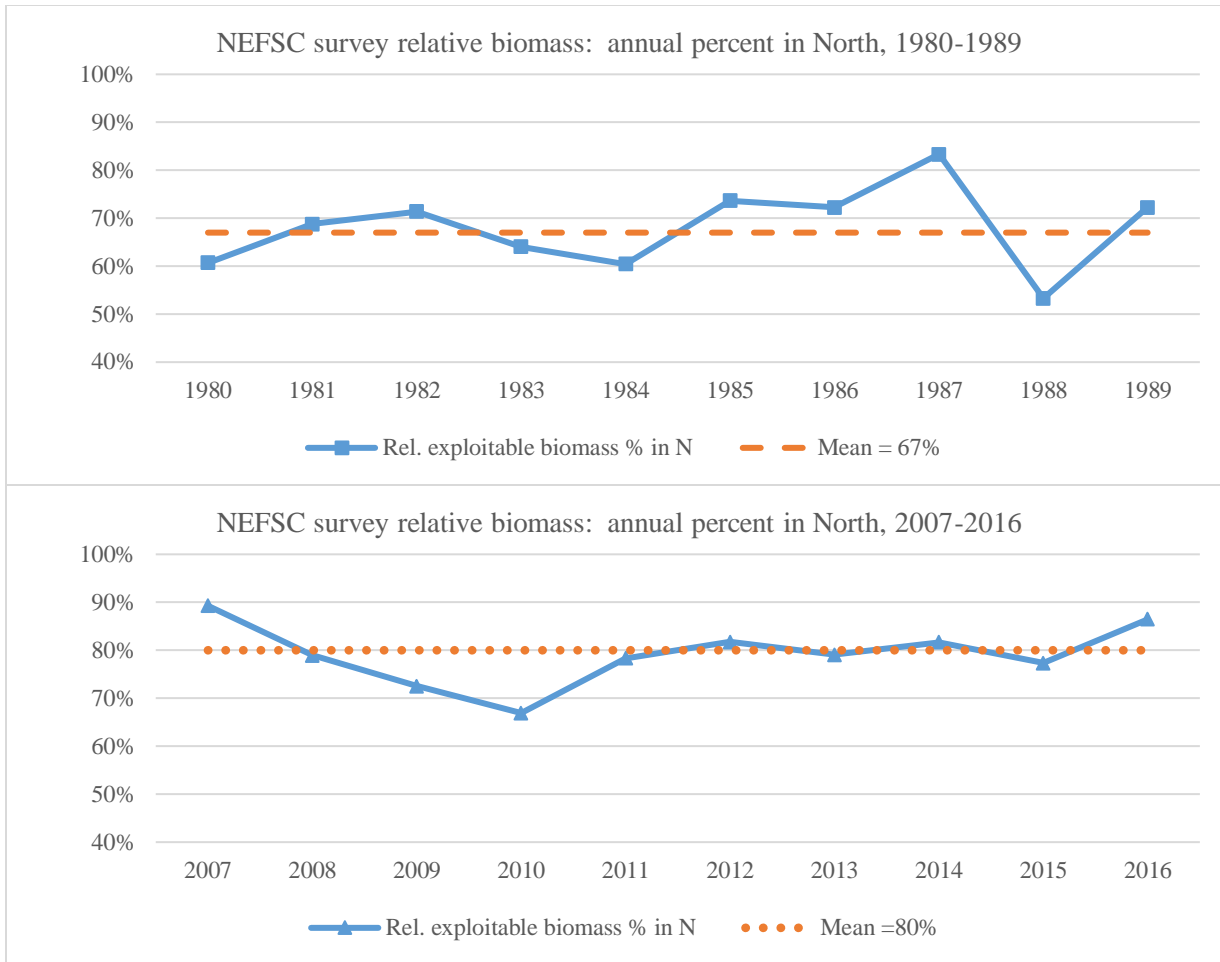 NEFSC survey relative biomass:  annual percent in North, 1980-1989
100%
90%
80%
70%
60%
50%
40%
1980 1981 1982 1983 1984 1985 1986 1987 1988 1989
Rel. exploitable biomass % in N Mean = 67%
NEFSC survey relative biomass:  annual percent in North, 2007-2016
100%
90%
80%
70%
60%
50%
40%
2007 2008 2009 2010 2011 2012 2013 2014 2015 2016
Rel. exploitable biomass % in N Mean =80%